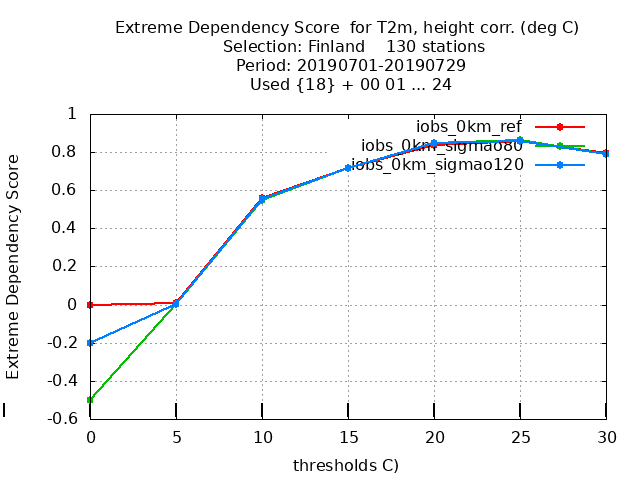 Extreme Dependency Score  for T2m, height corr. (deg C)
Selection: Finland    130 stations
Period: 20190701-20190729
Used {18} + 00 01 ... 24
iobs_0km_ref
iobs_0km_sigmao80
iobs_0km_sigmao120
Extreme Dependency Score
1
0.8
0.6
0.4
0.2
0
-0.2
-0.4
-0.6
0 5 10 15 20 25 30
thresholds C)